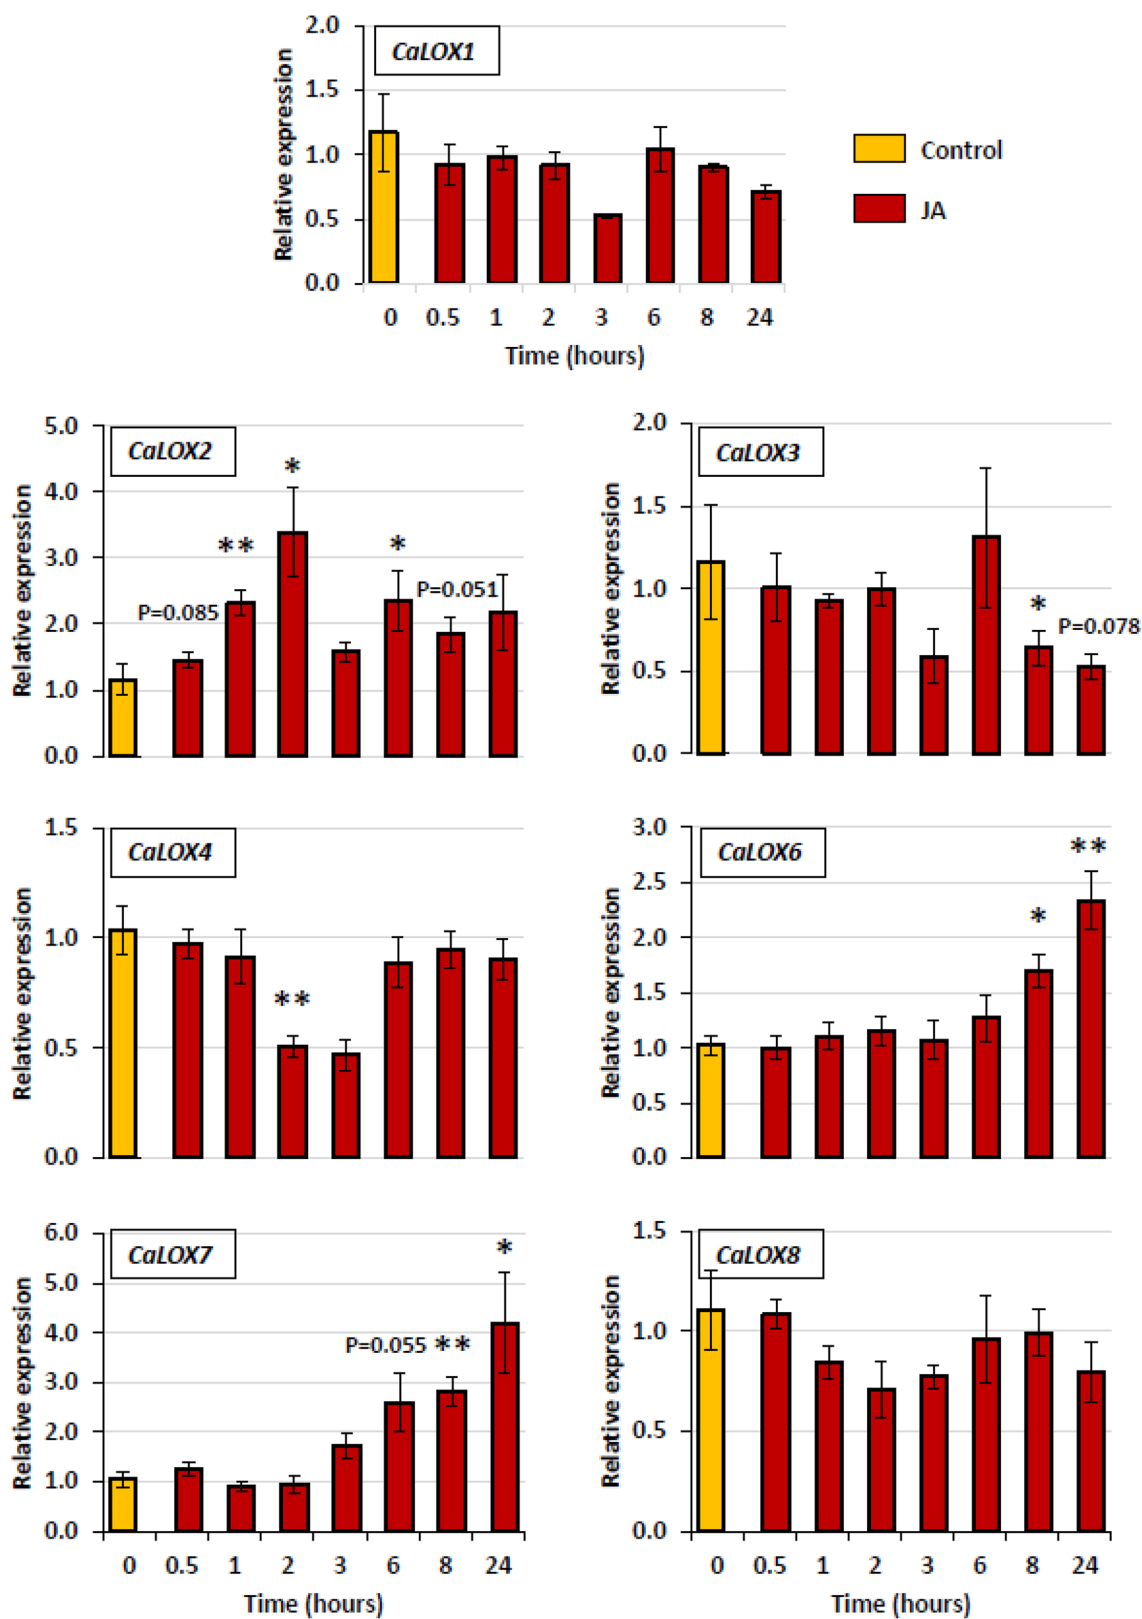 CaLOX1
Relative expression
2.0
1.5
1.0
0.5
0.0
0 0.5 1 2 3 6 8 24
Time (hours)
Control
JA
CaLOX2
Relative expression
5.0
4.0
3.0
2.0
1.0
0.0
P=0.085
**
*
*
P=0.051
CaLOX3
Relative expression
2.0
1.5
1.0
0.5
0.0
*
P=0.078
CaLOX4
Relative expression
1.5
1.0
0.5
0.0
**
CaLOX6
Relative expression
3.0
2.5
2.0
1.5
1.0
0.5
0.0
*
**
CaLOX7
Relative expression
6.0
5.0
4.0
3.0
2.0
1.0
0.0
P=0.055 **
*
0 0.5 1 2 3 6 8 24
Time (hours)
CaLOX8
Relative expression
1.5
1.0
0.5
0.0
0 0.5 1 2 3 6 8 24
Time (hours)